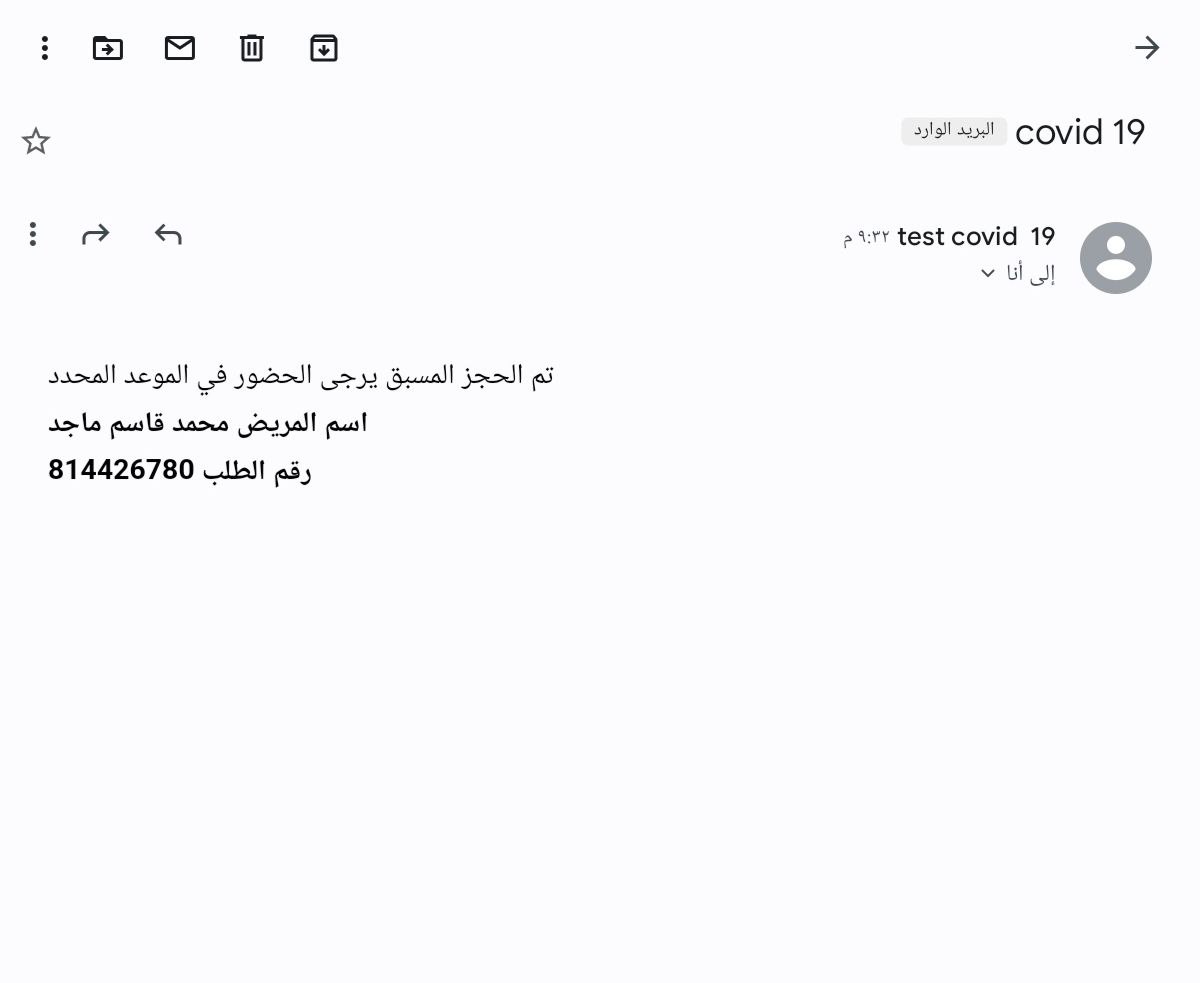 covid 19 البريد الوارد
test covid 19 ٩:٣٢ م
إلى أنا
تم الحجز المسبق يرجى الحضور في الموعد المحدد
اسم المريض محمد قاسم ماجد
رقم الطلب 814426780